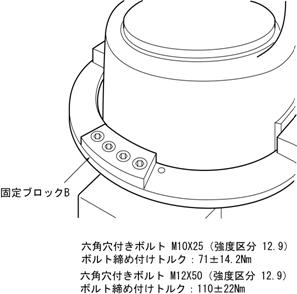 固定ブロックB
六角穴付きボルト M10X25 (強度区分 12.9)
ボルト締め付けトルク：71±14.2Nm
六角穴付きボルト M12X50 (強度区分 12.9)
ボルト締め付けトルク：110±22Nm